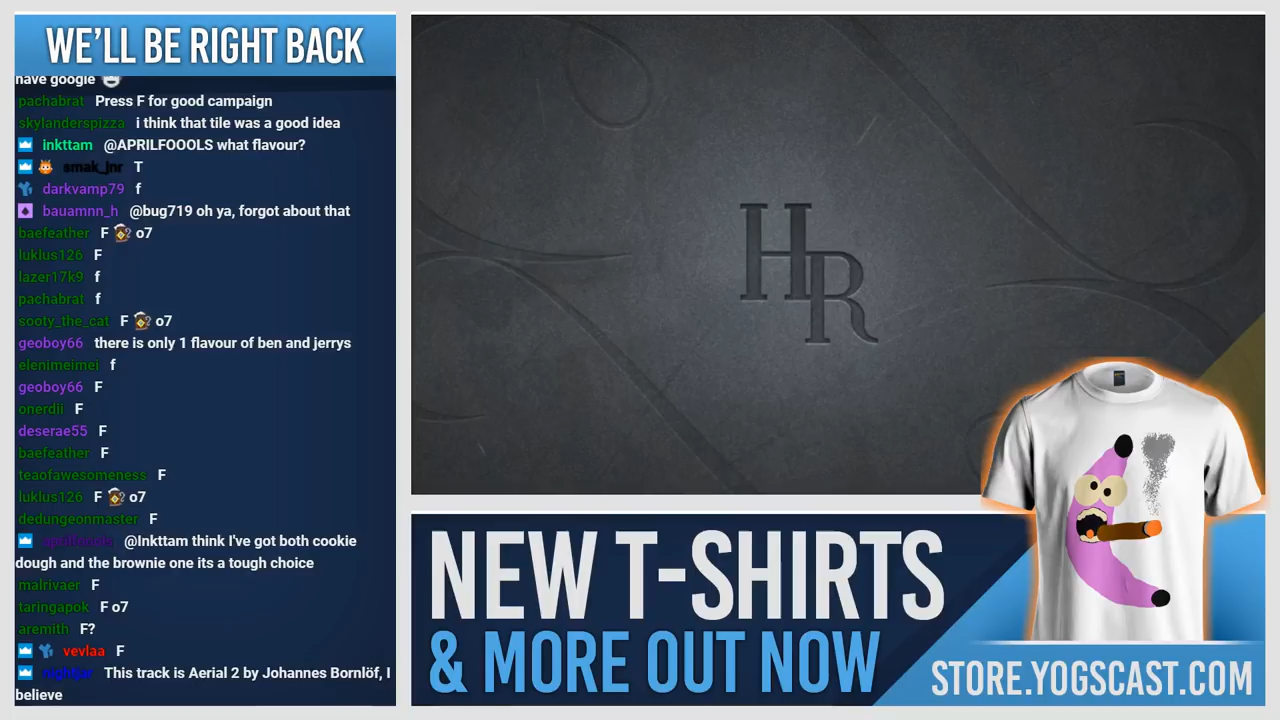 WE'LL BE RIGHT BACK
have google
pachabrat Press F for good campaign
skylanderspizza i think that tile was a good idea
inkttam @APRILFOOOLS what flavour?
smak_jnr T
darkvamp79 f
bauamnn_h @bug719 oh ya, forgot about that
baefeather F o7
luklus126 F
lazer17k9 f
pachabrat f
sooty_the_cat F o7
geoboy66 there is only 1 flavour of ben and jerrys
elenimeimei f
geoboy66 F
onerdii F
deserae55 F
baefeather F
teaofawesomeness F
luklus126 F o7
dedungeonmaster F
@Inkttam think I've got both cookie
dough and the brownie one its a tough choice
malrivaer F
taringapok F o7
aremith F?
vevlaa F
This track is Aerial 2 by Johannes Bornlöf, I
believe
HR
NEW T-SHIRTS
& MORE OUT NOW
STORE.YOGSCAST.COM